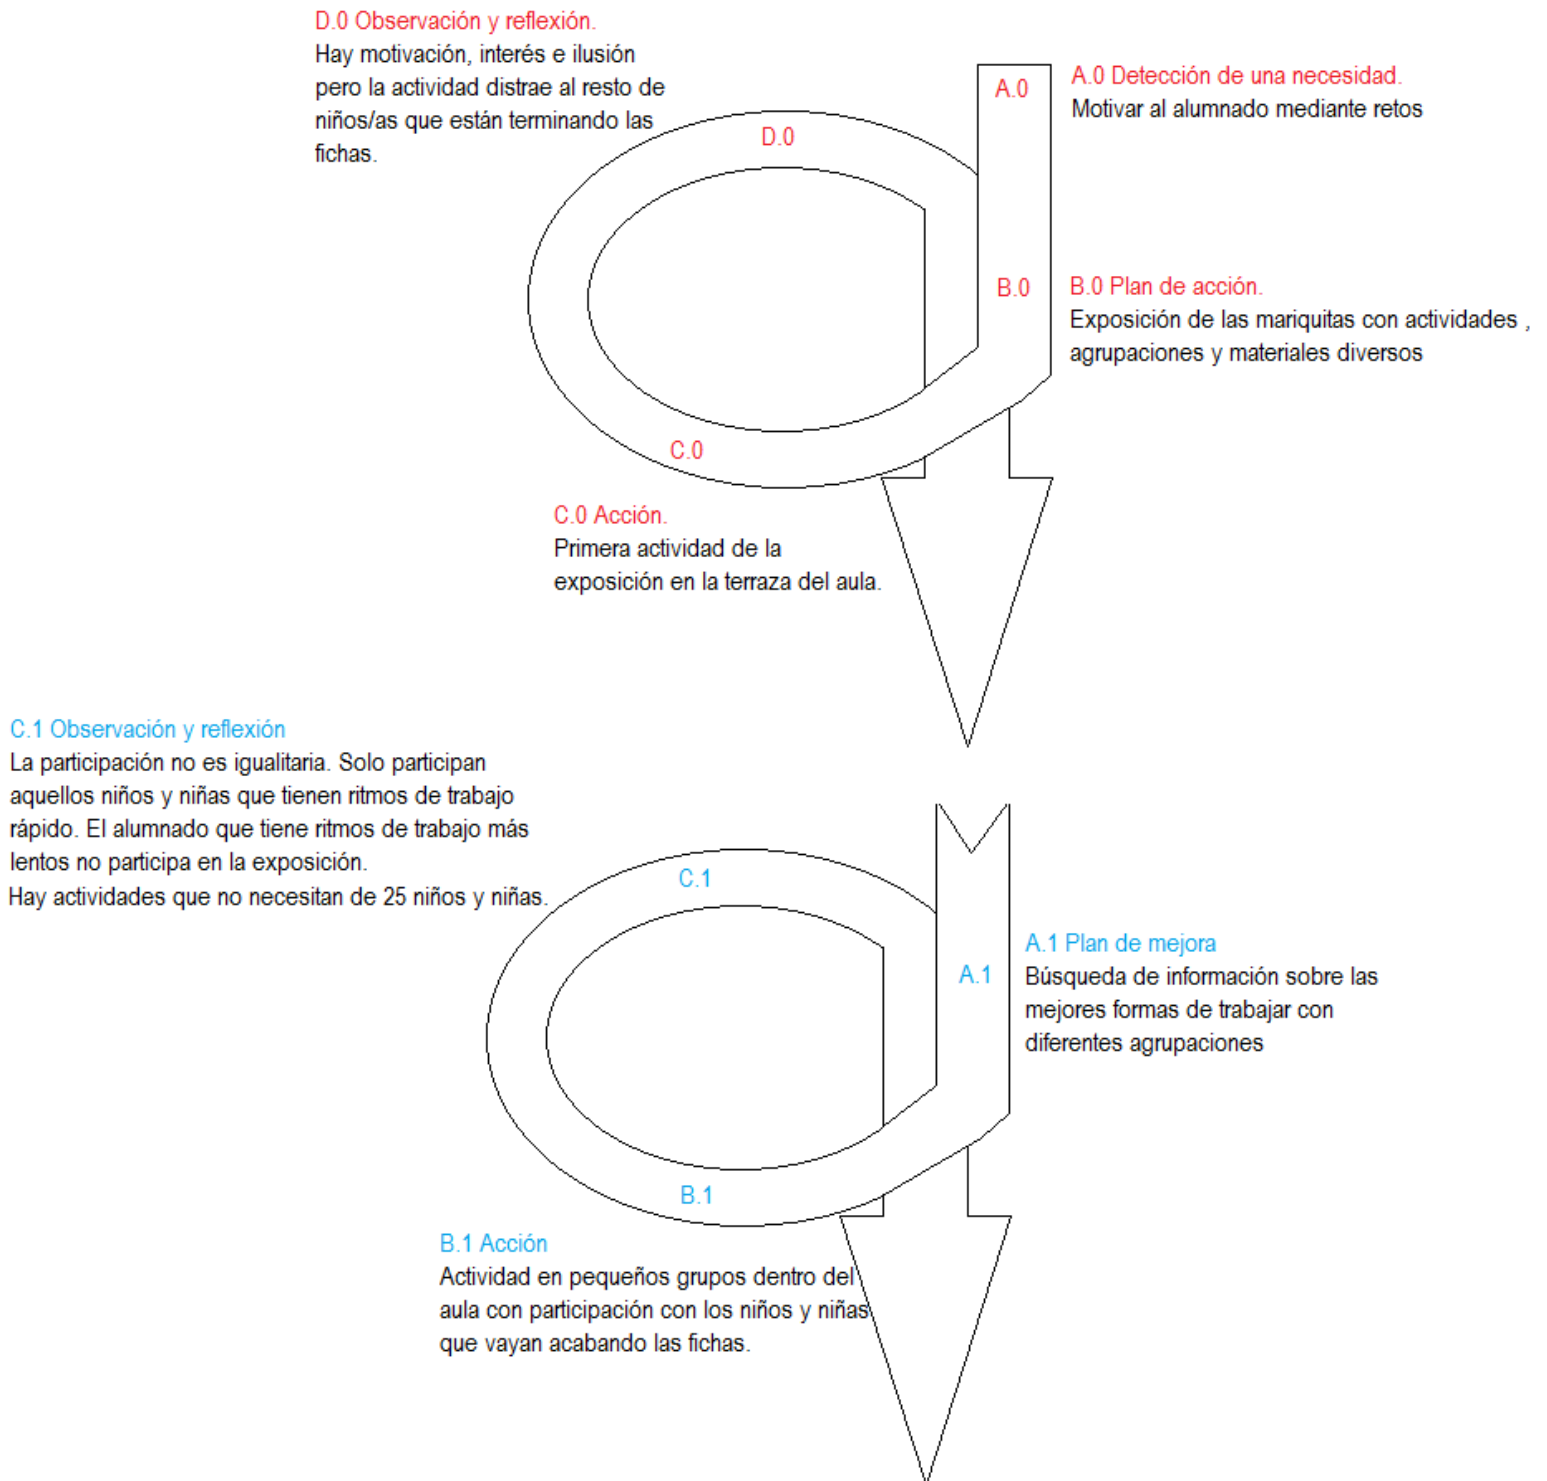 D.0 Observación y reflexión.
Hay motivación, interés e ilusión
pero la actividad distrae al resto de
niños/as que están terminando las
fichas.
A.0
A.0 Detección de una necesidad.
Motivar al alumnado mediante retos
D.0
B.0
B.0 Plan de acción.
Exposición de las mariquitas con actividades ,
agrupaciones y materiales diversos
C.0
C.0 Acción.
Primera actividad de la
exposición en la terraza del aula.
C.1 Observación y reflexión
La participación no es igualitaria. Solo participan
aquellos niños y niñas que tienen ritmos de trabajo
rápido. El alumnado que tiene ritmos de trabajo más
lentos no participa en la exposición.
Hay actividades que no necesitan de 25 niños y niñas.
C.1
A.1
A.1 Plan de mejora
Búsqueda de información sobre las
mejores formas de trabajar con
diferentes agrupaciones
B.1
B.1 Acción
Actividad en pequeños grupos dentro del
aula con participación con los niños y niñas
que vayan acabando las fichas.